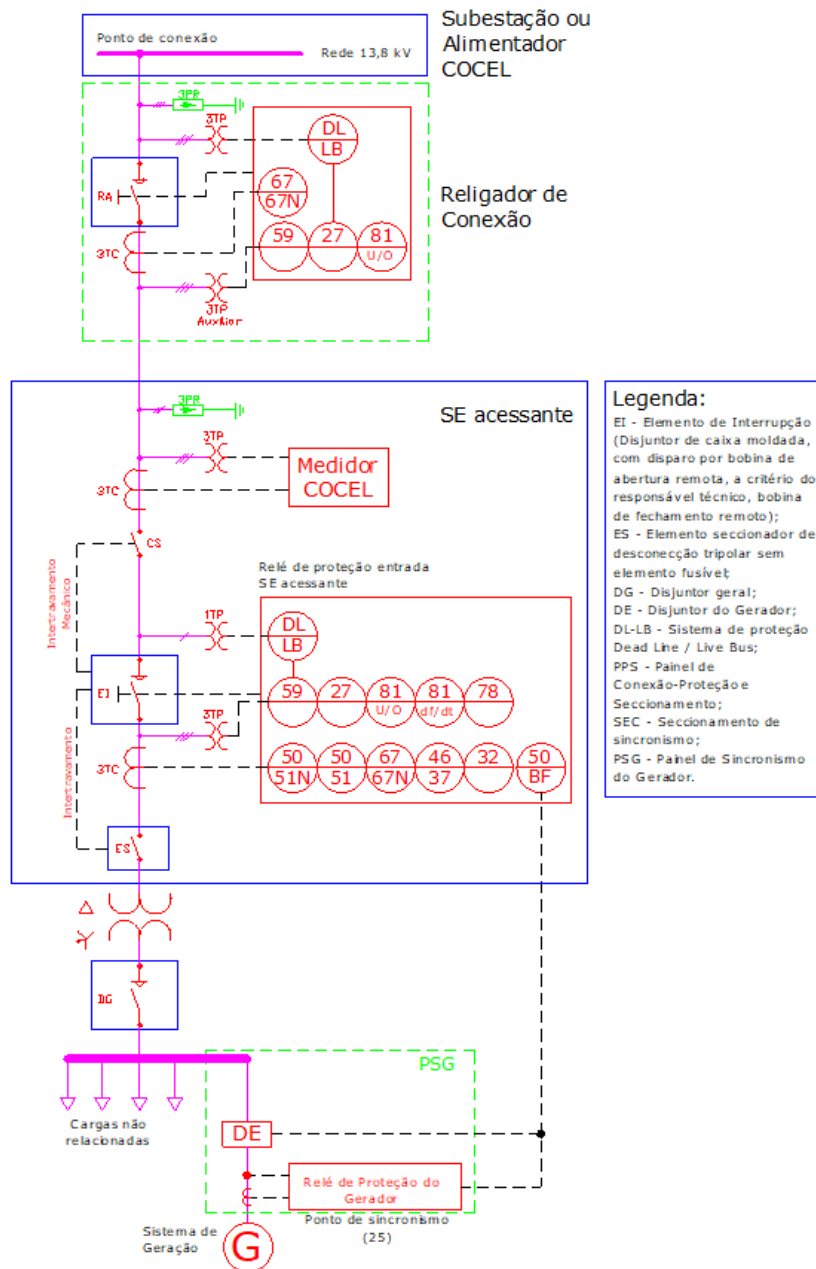 Subestação ou
Alimentador
COCEL
Ponto de conexão
Rede 13,8 kV
3PR
3TP
DL
LB
RA
67
67N
Religador de
Conexão
3TC
59
27
81
U/O
3TP
Auxiliar
SE acessante
3PR
3TP
Medidor
COCEL
3TC
CS
Intertravamento
Mecânico
Relé de proteção entrada
SE acessante
1TP
DL
LB
EI
59
27
81
U/O
81
df/dt
78
3TP
Intertravamento
3TC
50
51N
50
51
67
67N
46
37
32
50
BF
ES
Legenda:
EI - Elemento de Interrupção
(Disjuntor de caixa moldada,
com disparo por bobina de
abertura remota, a critério do
responsável técnico, bobina
de fechamento remoto);
ES - Elemento seccionador de
desconecção tripolar sem
elemento fusível;
DG - Disjuntor geral;
DE - Disjuntor do Gerador;
DL-LB - Sistema de proteção
Dead Line / Live Bus;
PPS - Painel de
Conexão-Proteção e
Seccionamento;
SEC - Seccionamento de
sincronismo;
PSG - Painel de Sincronismo
do Gerador.
DG
PSG
Cargas não
relacionadas
DE
Relé de Proteção do
Gerador
Ponto de sincronismo
(25)
Sistema de
Geração
G